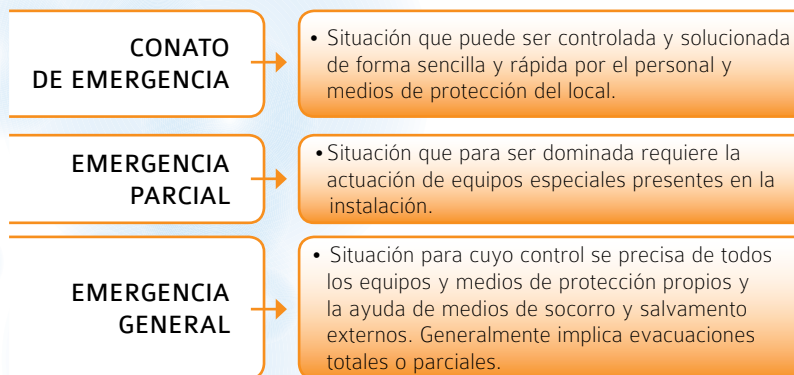 CONATO
DE EMERGENCIA
• Situación que puede ser controlada y solucionada
de forma sencilla y rápida por el personal y
medios de protección del local.
EMERGENCIA
PARCIAL
• Situación que para ser dominada requiere la
actuación de equipos especiales presentes en la
instalación.
EMERGENCIA
GENERAL
• Situación para cuyo control se precisa de todos
los equipos y medios de protección propios y
la ayuda de medios de socorro y salvamento
externos. Generalmente implica evacuaciones
totales o parciales.